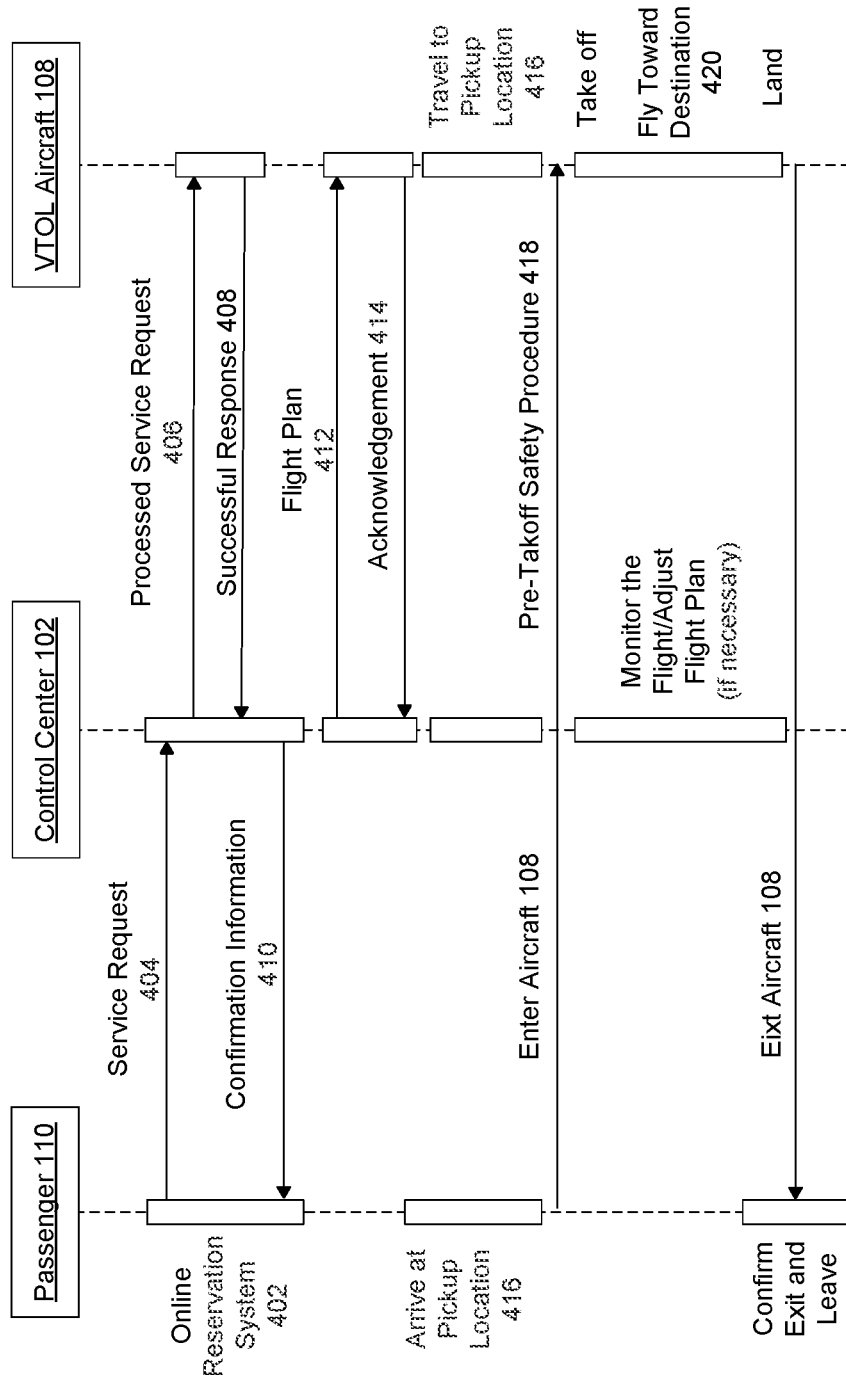 Passenger 110
Control Center 102
VTOL Aircraft 108
Online
Reservation
System
402
Service Request
404
Processed Service Request
406
Successful Response 408
Confirmation Information
410
Flight Plan
412
Acknowledgement 414
Arrive at
Pickup
Location
416
Travel to
Pickup
Location
416
Enter Aircraft 108
Pre-Takoff Safety Procedure 418
Take off
Monitor the
Flight/Adjust
Flight Plan
(if necessary)
Fly Toward
Destination
420
Land
Confirm
Exit and
Leave
Eixt Aircraft 108